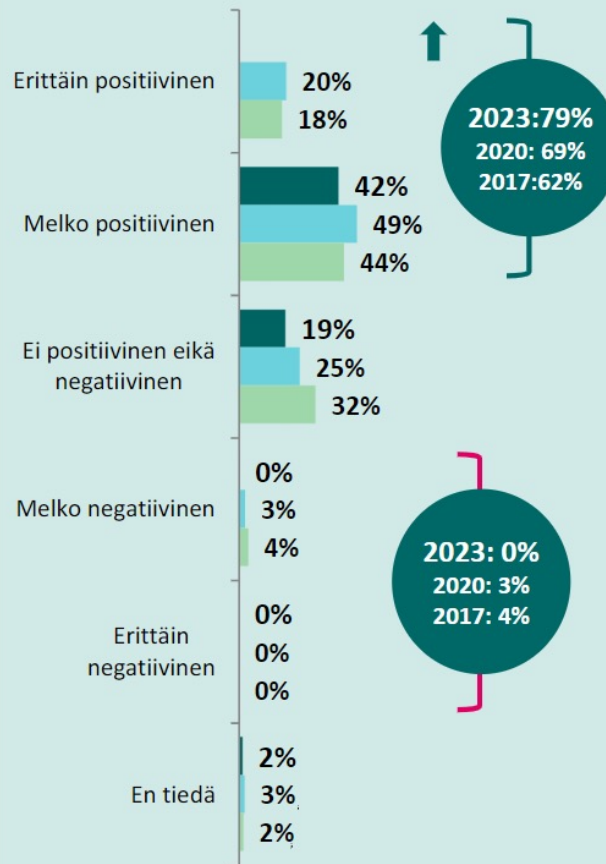 Erittäin positiivinen
20%
18%
2023:79%
2020: 69%
2017:62%
Melko positiivinen
42%
49%
44%
Ei positiivinen eikä
negatiivinen
19%
25%
32%
Melko negatiivinen
0%
3%
4%
2023: 0%
2020: 3%
2017: 4%
Erittäin
negatiivinen
0%
0%
0%
En tiedä
2%
3%
2%